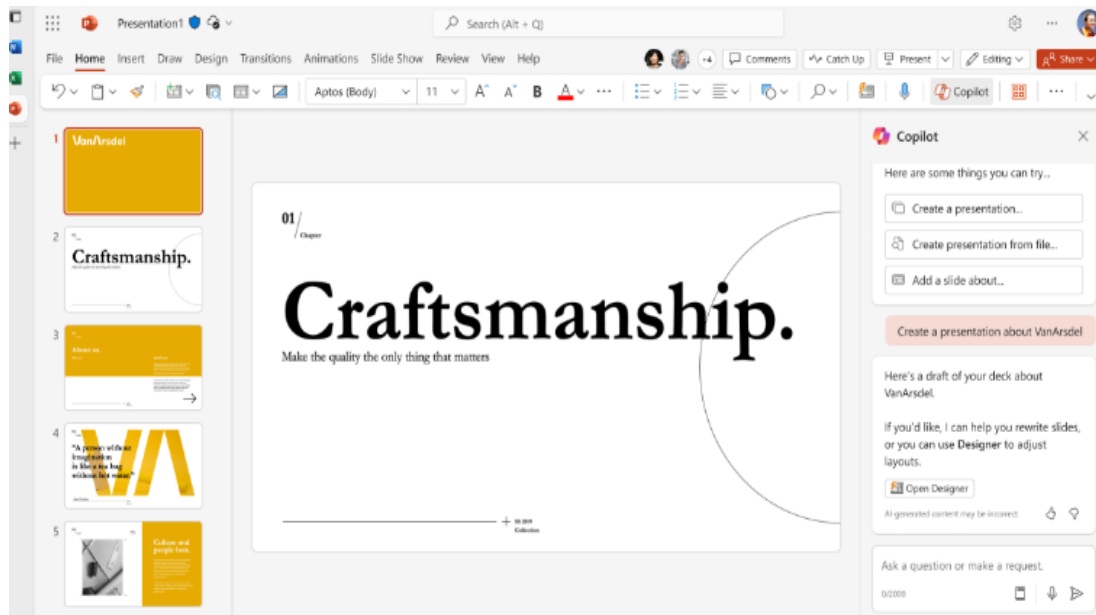 Presentation1
Search (Alt + Q)
File Home Insert Draw Design Transitions Animations Slide Show Review View Help
+4 Comments Catch Up Present Editing Share
Aptos (Body) 11 A A B A ... Copilot ...
1
VanArsdel
2
Craftsmanship.
3
About us.
4
"A person without
imagination
is like a tea bag
without hot water"
5
Culture and
people here.
01/
Chapter
Craftsmanship.
Make the quality the only thing that matters
Collection
Copilot
Here are some things you can try...
Create a presentation...
Create presentation from file...
Add a slide about...
Create a presentation about VanArsdel
Here's a draft of your deck about
VanArsdel.
If you'd like, I can help you rewrite slides,
or you can use Designer to adjust
layouts.
Open Designer
AI-generated content may be incorrect
Ask a question or make a request.
0/2000